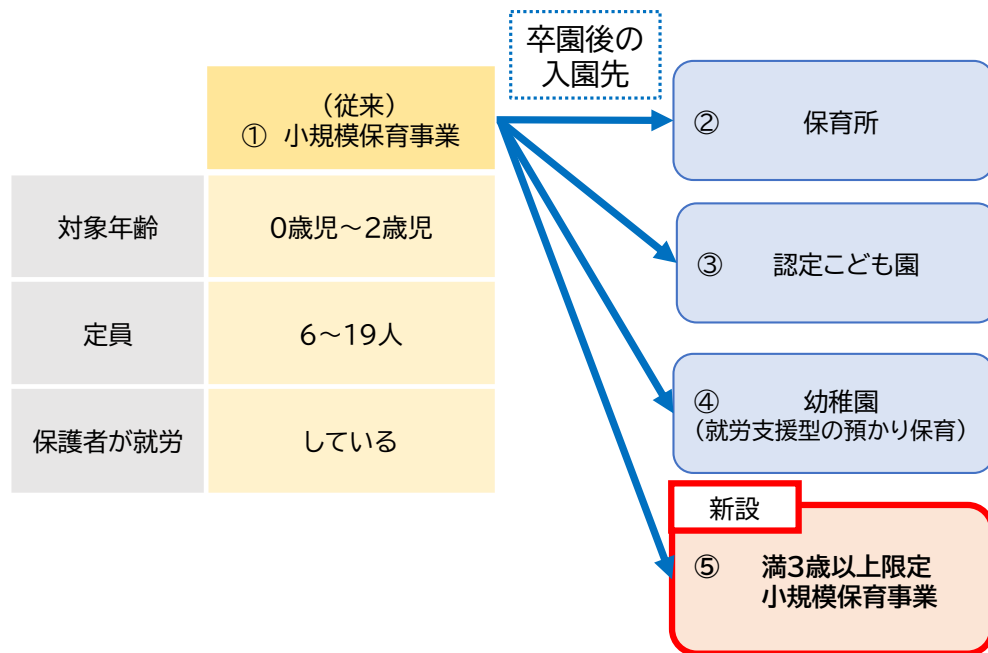 卒園後の
入園先
（従来）
① 小規模保育事業
対象年齢
0歳児～2歳児
定員
6～19人
保護者が就労
している
② 保育所
③ 認定こども園
④ 幼稚園
（就労支援型の預かり保育）
新設
⑤ 満3歳以上限定
小規模保育事業